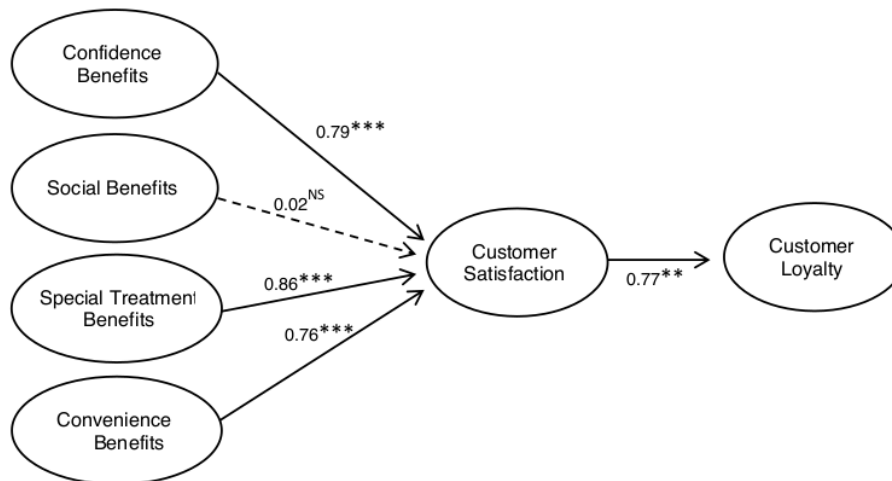 Confidence
Benefits
0.79***
Social Benefits
0.02NS
Customer
Satisfaction
Customer
Loyalty
0.77**
Special Treatment
Benefits
0.86***
0.76***
Convenience
Benefits